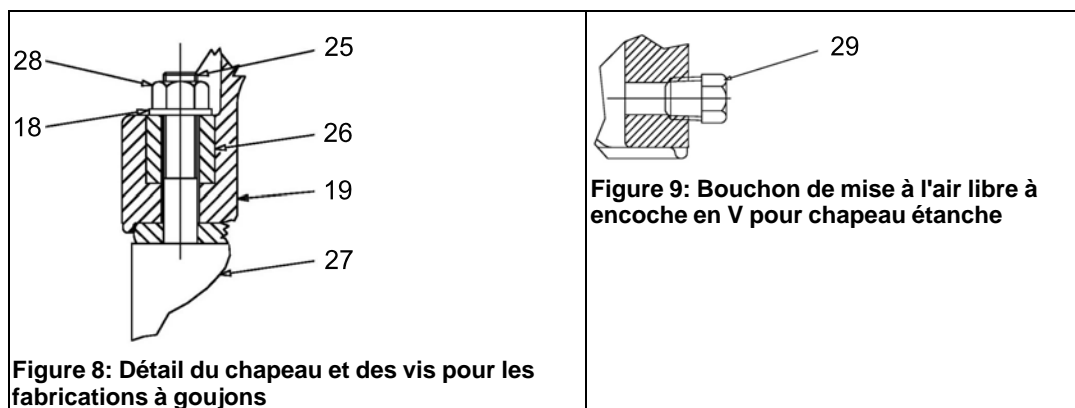 28
25
18
26
19
27
Figure 8: Détail du chapeau et des vis pour les
fabrications à goujons
29
Figure 9: Bouchon de mise à l'air libre à
encoche en V pour chapeau étanche